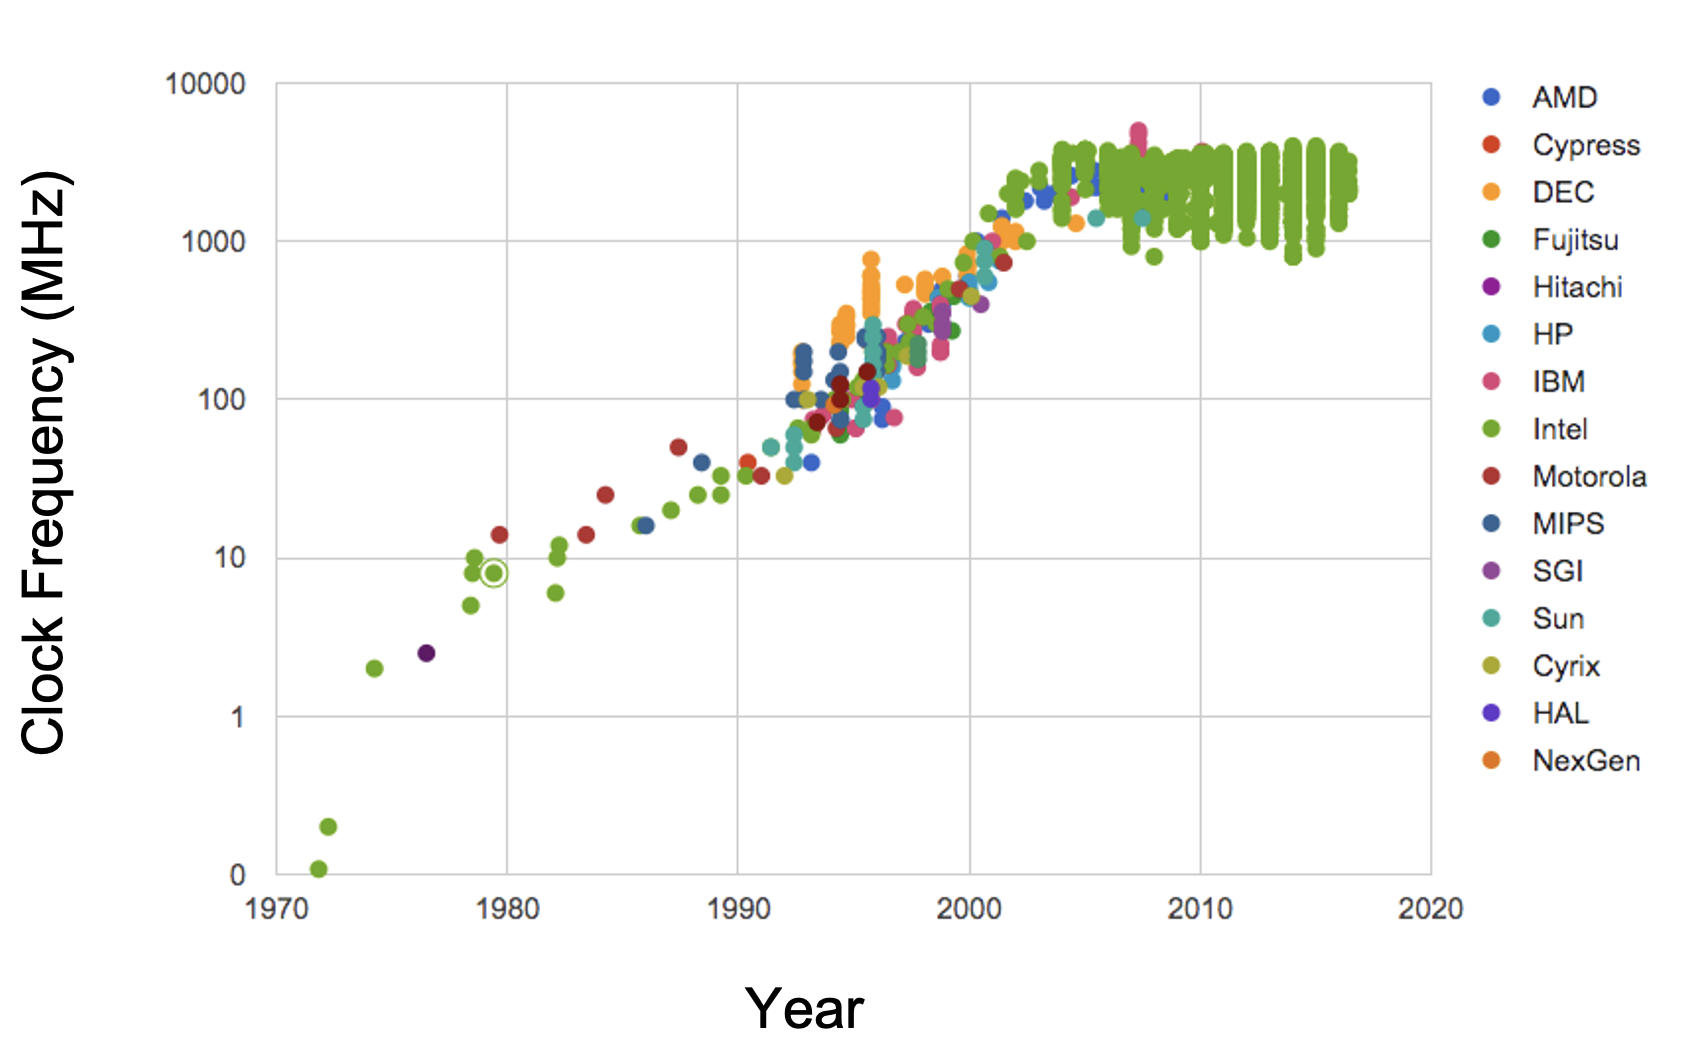 Clock Frequency (MHz)
10000
1000
100
10
1
0
1970 1980 1990 2000 2010 2020
Year
AMD
Cypress
DEC
Fujitsu
Hitachi
HP
IBM
Intel
Motorola
MIPS
SGI
Sun
Cyrix
HAL
NexGen